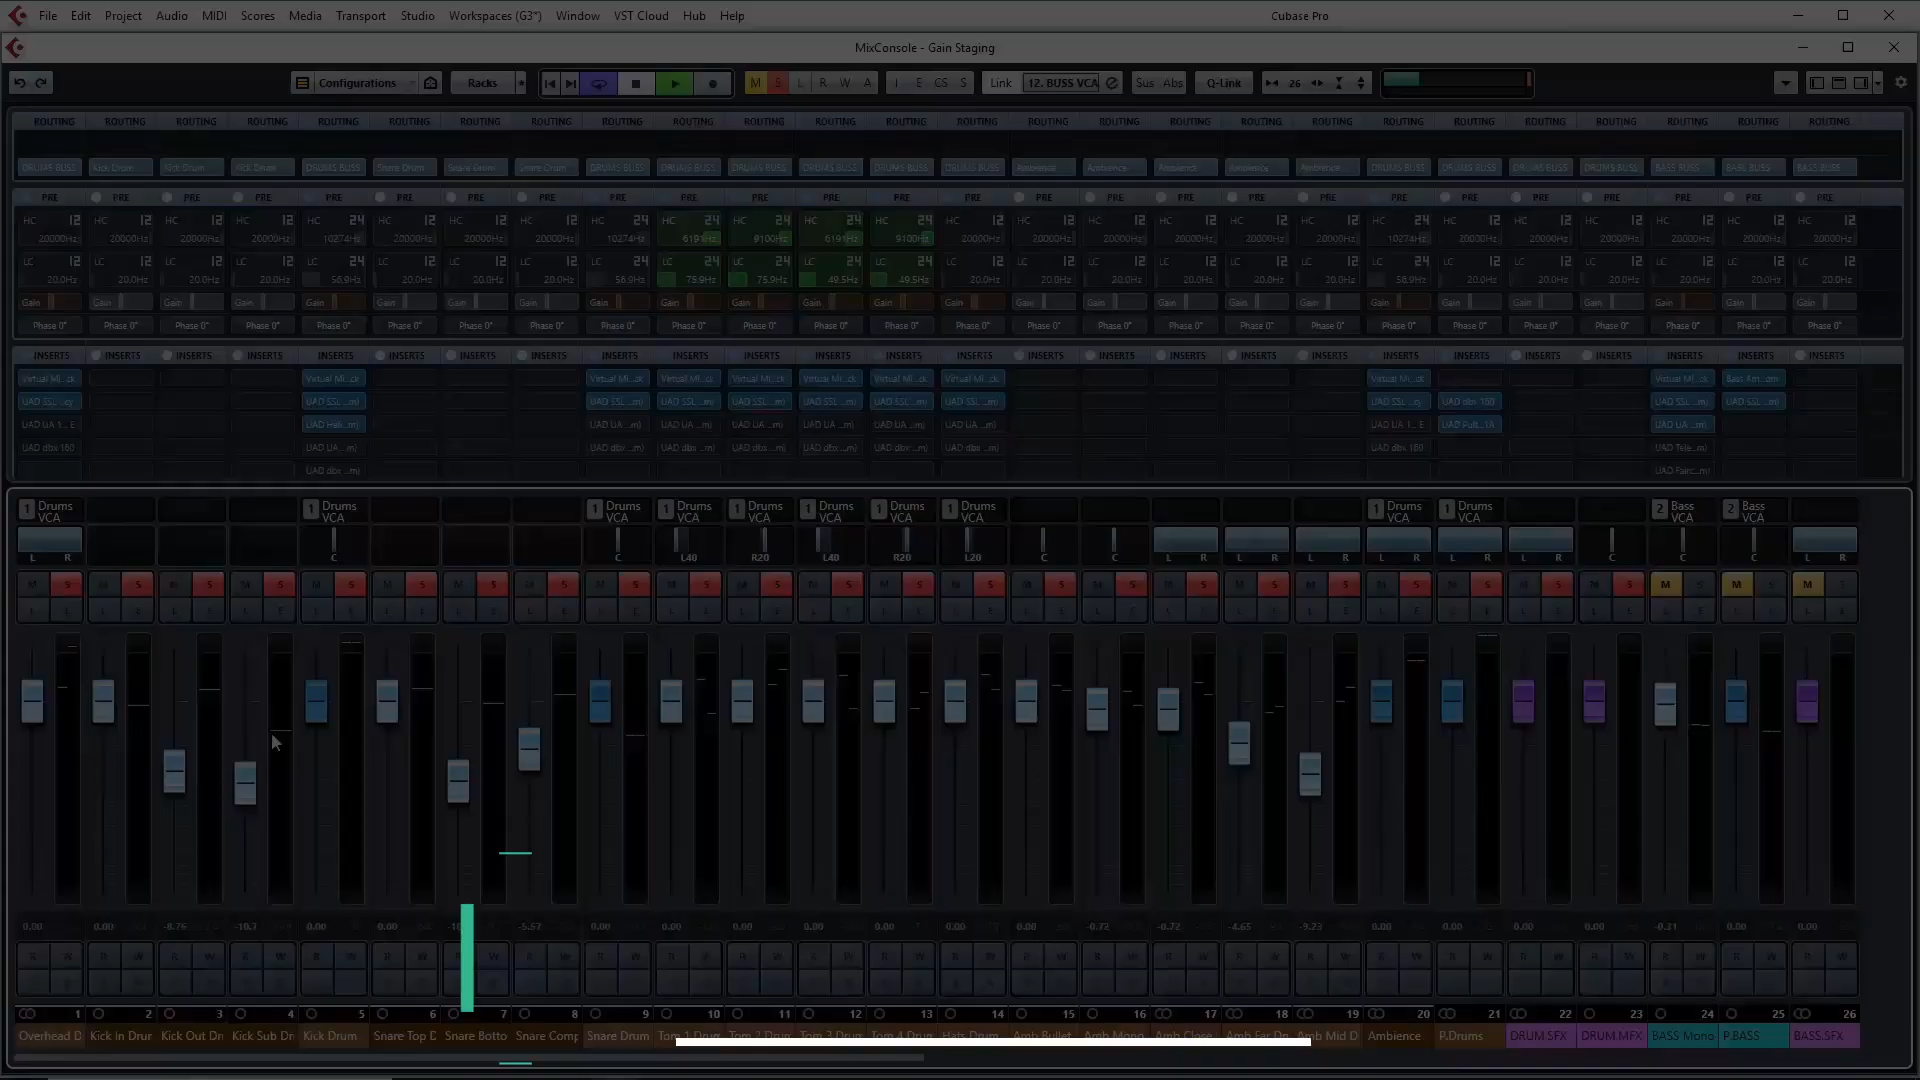 File Edit Project Audio MIDI Scores Media Transport Studio Workspaces (G3*) Window VST Cloud Hub Help Cubase Pro
MixConsole - Gain Staging
Configurations Racks M S L R W A I E CS S Link 12. BUSS VCA Sus Abs Q-Link 26
ROUTING ROUTING ROUTING ROUTING ROUTING ROUTING ROUTING ROUTING ROUTING ROUTING ROUTING ROUTING ROUTING ROUTING ROUTING ROUTING ROUTING ROUTING ROUTING ROUTING ROUTING ROUTING ROUTING ROUTING ROUTING ROUTING
DRUMS BUSS Kick Drum Kick Drum Kick Drum DRUMS BUSS Snare Drum Snare Drum Snare Drum DRUMS BUSS DRUMS BUSS DRUMS BUSS DRUMS BUSS DRUMS BUSS DRUMS BUSS Ambience Ambience Ambience Ambience Ambience DRUMS BUSS DRUMS BUSS DRUMS BUSS DRUMS BUSS BASS BUSS BASS BUSS BASS BUSS
PRE PRE PRE PRE PRE PRE PRE PRE PRE PRE PRE PRE PRE PRE PRE PRE PRE PRE PRE PRE PRE PRE PRE PRE PRE PRE
HC 12 HC 12 HC 12 HC 12 HC 24 HC 12 HC 12 HC 12 HC 24 HC 24 HC 24 HC 24 HC 24 HC 12 HC 12 HC 12 HC 12 HC 12 HC 12 HC 24 HC 12 HC 12 HC 12 HC 12 HC 12 HC 12
20000Hz 20000Hz 20000Hz 20000Hz 10274Hz 20000Hz 20000Hz 20000Hz 10274Hz 6191Hz 9100Hz 6191Hz 9100Hz 20000Hz 20000Hz 20000Hz 20000Hz 20000Hz 20000Hz 10274Hz 20000Hz 20000Hz 20000Hz 20000Hz 20000Hz 20000Hz
LC 12 LC 12 LC 12 LC 12 LC 24 LC 12 LC 12 LC 12 LC 24 LC 24 LC 24 LC 24 LC 24 LC 12 LC 12 LC 12 LC 12 LC 12 LC 12 LC 24 LC 12 LC 12 LC 12 LC 12 LC 12 LC 12
20.0Hz 20.0Hz 20.0Hz 20.0Hz 56.9Hz 20.0Hz 20.0Hz 20.0Hz 56.9Hz 75.9Hz 75.9Hz 49.5Hz 49.5Hz 20.0Hz 20.0Hz 20.0Hz 20.0Hz 20.0Hz 20.0Hz 56.9Hz 20.0Hz 20.0Hz 20.0Hz 20.0Hz 20.0Hz 20.0Hz
Gain Gain Gain Gain Gain Gain Gain Gain Gain Gain Gain Gain Gain Gain Gain Gain Gain Gain Gain Gain Gain Gain Gain Gain Gain Gain
Phase 0° Phase 0° Phase 0° Phase 0° Phase 0° Phase 0° Phase 0° Phase 0° Phase 0° Phase 0° Phase 0° Phase 0° Phase 0° Phase 0° Phase 0° Phase 0° Phase 0° Phase 0° Phase 0° Phase 0° Phase 0° Phase 0° Phase 0° Phase 0° Phase 0° Phase 0°
INSERTS INSERTS INSERTS INSERTS INSERTS INSERTS INSERTS INSERTS INSERTS INSERTS INSERTS INSERTS INSERTS INSERTS INSERTS INSERTS INSERTS INSERTS INSERTS INSERTS INSERTS INSERTS INSERTS INSERTS INSERTS INSERTS
Virtual Mi...ck Virtual Mi...ck Virtual Mi...ck Virtual Mi...ck Virtual Mi...ck Virtual Mi...ck Virtual Mi...ck Virtual Mi...ck Virtual Mi...ck Virtual Mi...ck
UAD SSL ...m) UAD SSL ...m) UAD SSL ...m) UAD SSL ...m) UAD SSL ...m) UAD SSL ...m) UAD SSL ...m) UAD dbx 160 UAD SSL ...m) UAD SSL ...m)
UAD UA 1... E UAD UA ...m) UAD UA ...m) UAD UA ...m) UAD UA ...m) UAD UA ...m) UAD UA ...m) UAD UA 1... E UAD Pult...1A UAD UA ...m)
UAD dbx 160 UAD UA ...m) UAD dbx ...m) UAD dbx ...m) UAD dbx ...m) UAD dbx ...m) UAD dbx ...m) UAD dbx ...m) UAD dbx 160 UAD Tele...m)
UAD dbx ...m) UAD Fairc...m)
1 Drums VCA 1 Drums VCA 1 Drums VCA 1 Drums VCA 1 Drums VCA 1 Drums VCA 1 Drums VCA 1 Drums VCA 1 Drums VCA 1 Drums VCA 2 Bass VCA 2 Bass VCA
L R C C L40 R20 L40 R20 L20 C C L R L R L R L R L R L R C C C L R
M S M S M S M S M S M S M S M S M S M S M S M S M S M S M S M S M S M S M S M S M S M S M S M S M S M S
0.00 0.00 -8.76 -10.7 0.00 0.00 -5.57 0.00 0.00 0.00 0.00 0.00 0.00 0.00 -0.72 -0.72 -4.65 -9.23 0.00 0.00 0.00 0.00 -0.31 0.00 0.00
R W R W R W R W R W R W R W R W R W R W R W R W R W R W R W R W R W R W R W R W R W R W R W R W R W R W
1 2 3 4 5 6 7 8 9 10 11 12 13 14 15 16 17 18 19 20 21 22 23 24 25 26
Overhead D Kick In Drur Kick Out Dr Kick Sub Dr Kick Drum Snare Top D Snare Botto Snare Comp Snare Drum Tom 1 Drum Tom 2 Drum Tom 3 Drum Tom 4 Drum Hats Drum Amb Bullet Amb Mono Amb Close Amb Far Dr Amb Mid D Ambience P.Drums DRUM.SFX DRUM.MFX BASS Mono P.BASS BASS.SFX